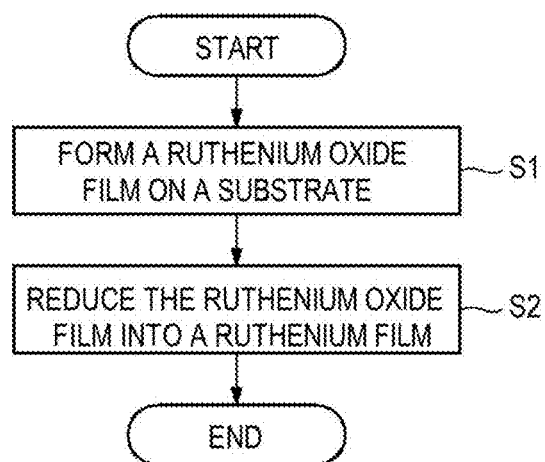 START
FORM A RUTHENIUM OXIDE
FILM ON A SUBSTRATE
S1
REDUCE THE RUTHENIUM OXIDE
FILM INTO A RUTHENIUM FILM
S2
END